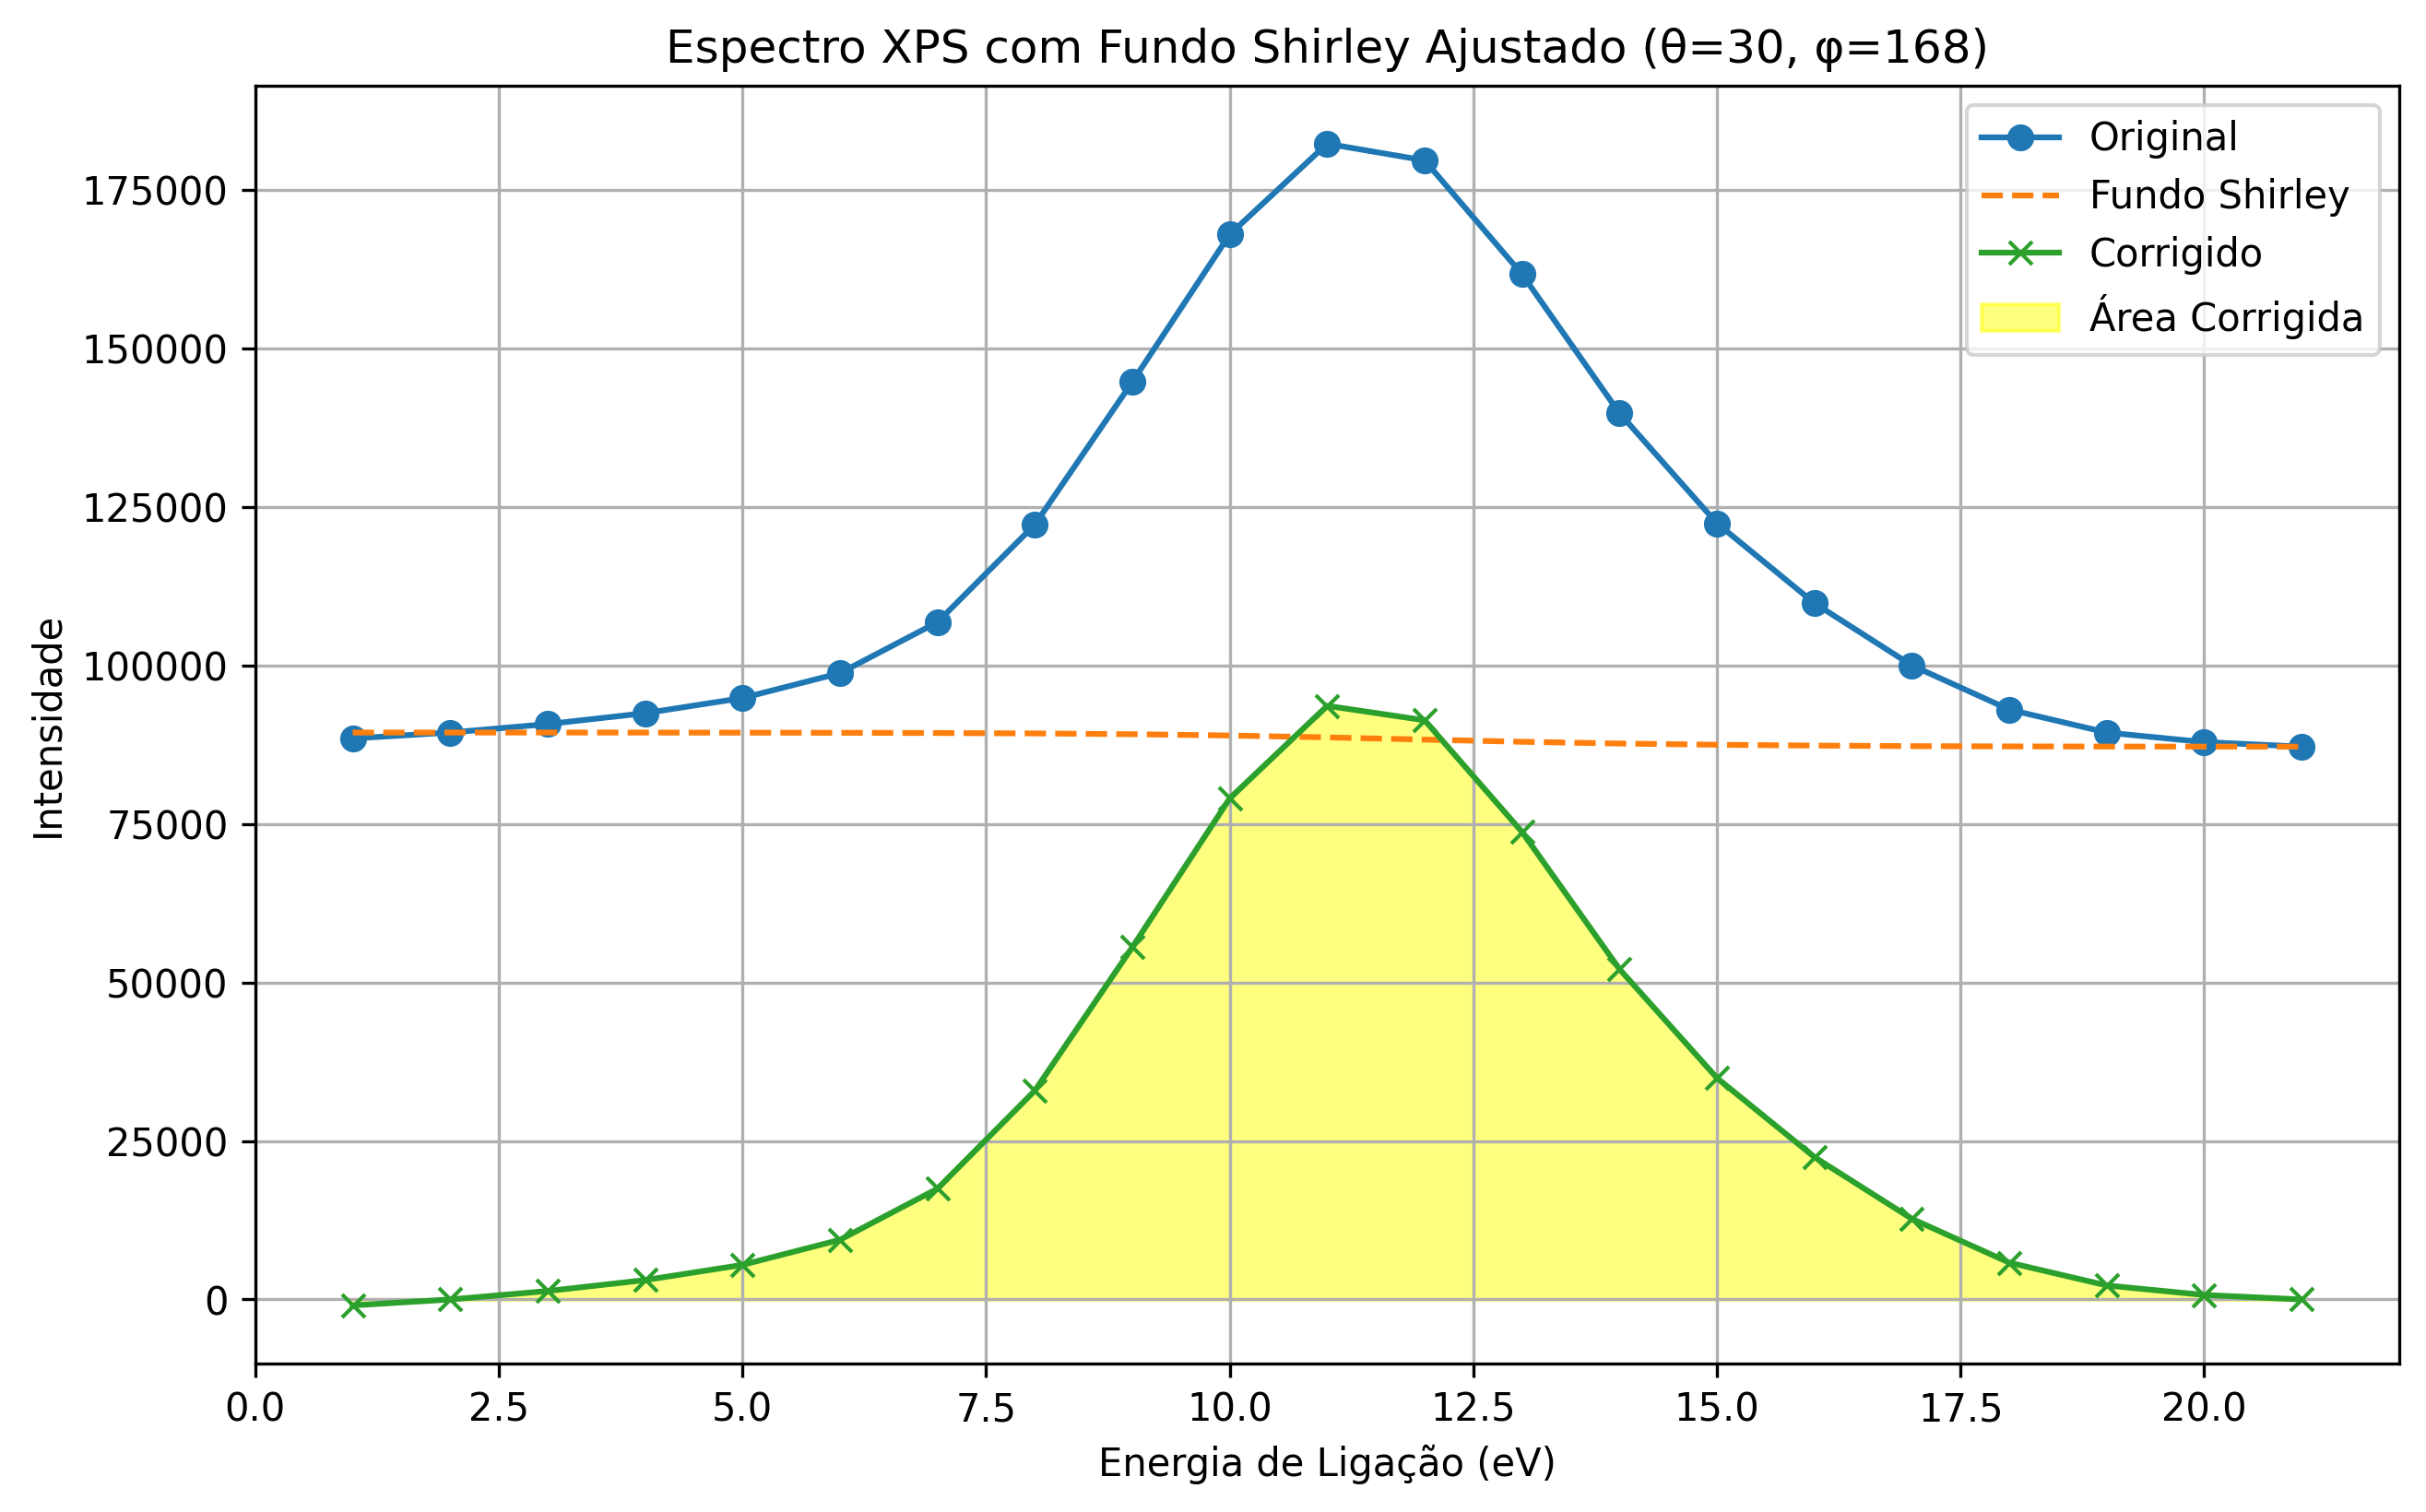 Espectro XPS com Fundo Shirley Ajustado (θ=30, φ=168)
Original
Fundo Shirley
Corrigido
Área Corrigida
Intensidade
175000
150000
125000
100000
75000
50000
25000
0
0.0 2.5 5.0 7.5 10.0 12.5 15.0 17.5 20.0
Energia de Ligação (eV)